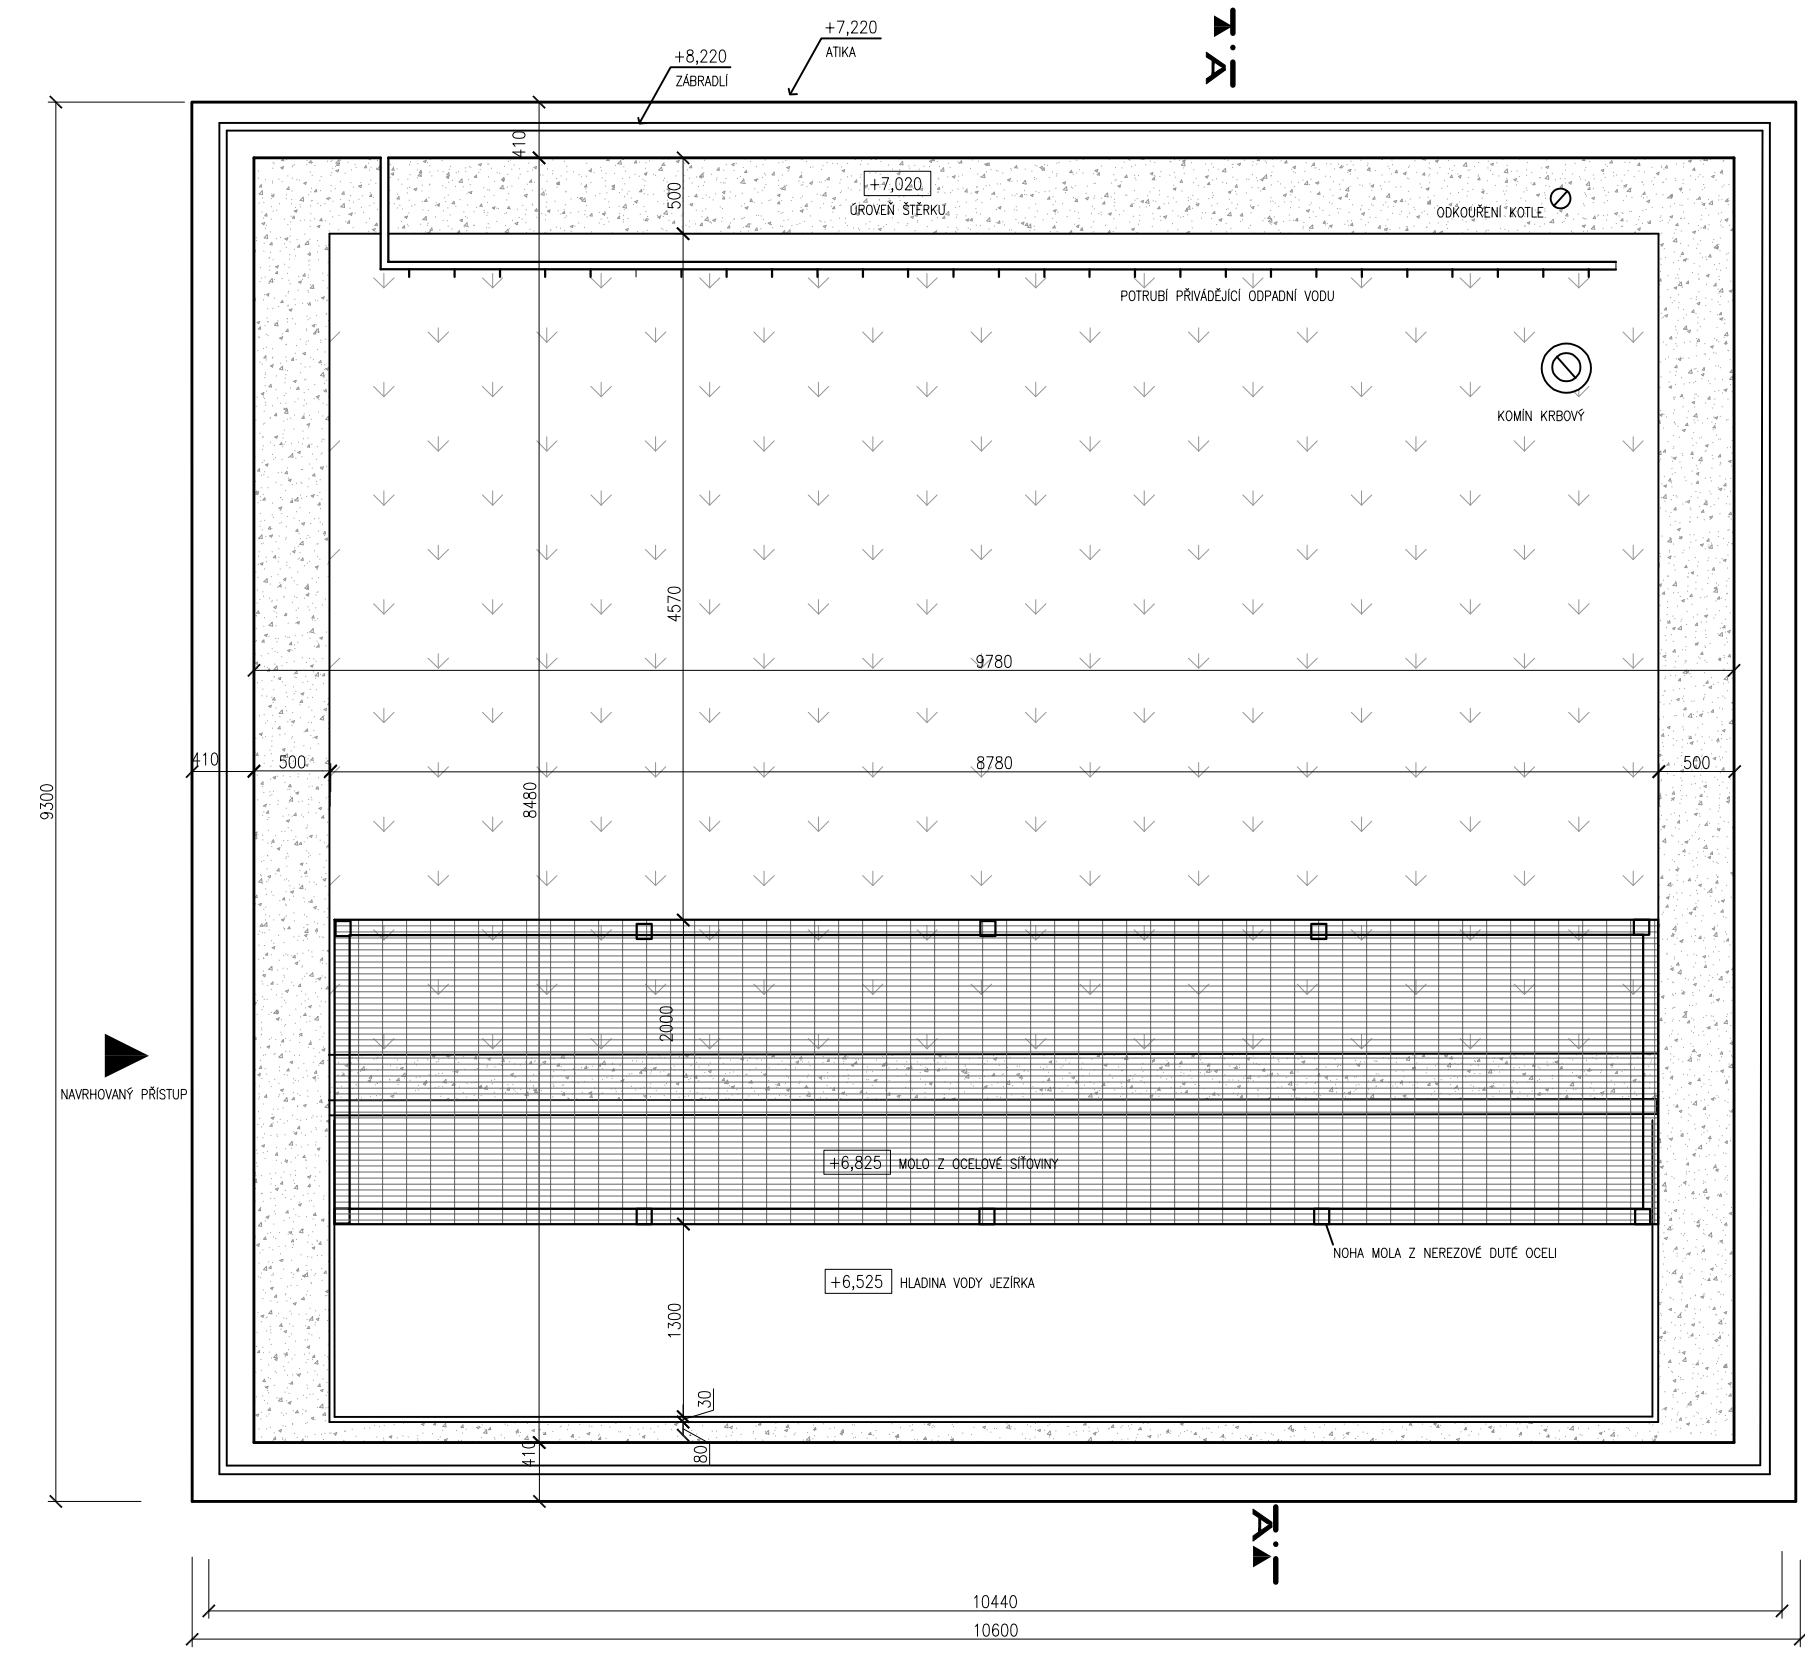 +7,220
ATIKA
+8,220
ZÁBRADLÍ
A
410
500
+7,020
ÚROVEŇ ŠTĚRKU
ODKOUŘENÍ KOTLE
POTRUBÍ PŘIVÁDĚJÍCÍ ODPADNÍ VODU
KOMÍN KRBOVÝ
4570
9780
410
500
8780
500
9300
8480
2000
NAVRHOVANÝ PŘÍSTUP
+6,825 MOLO Z OCELOVÉ SÍŤOVINY
NOHA MOLA Z NEREZOVÉ DUTÉ OCELI
+6,525 HLADINA VODY JEZÍRKA
1300
30
410
80
A
10440
10600